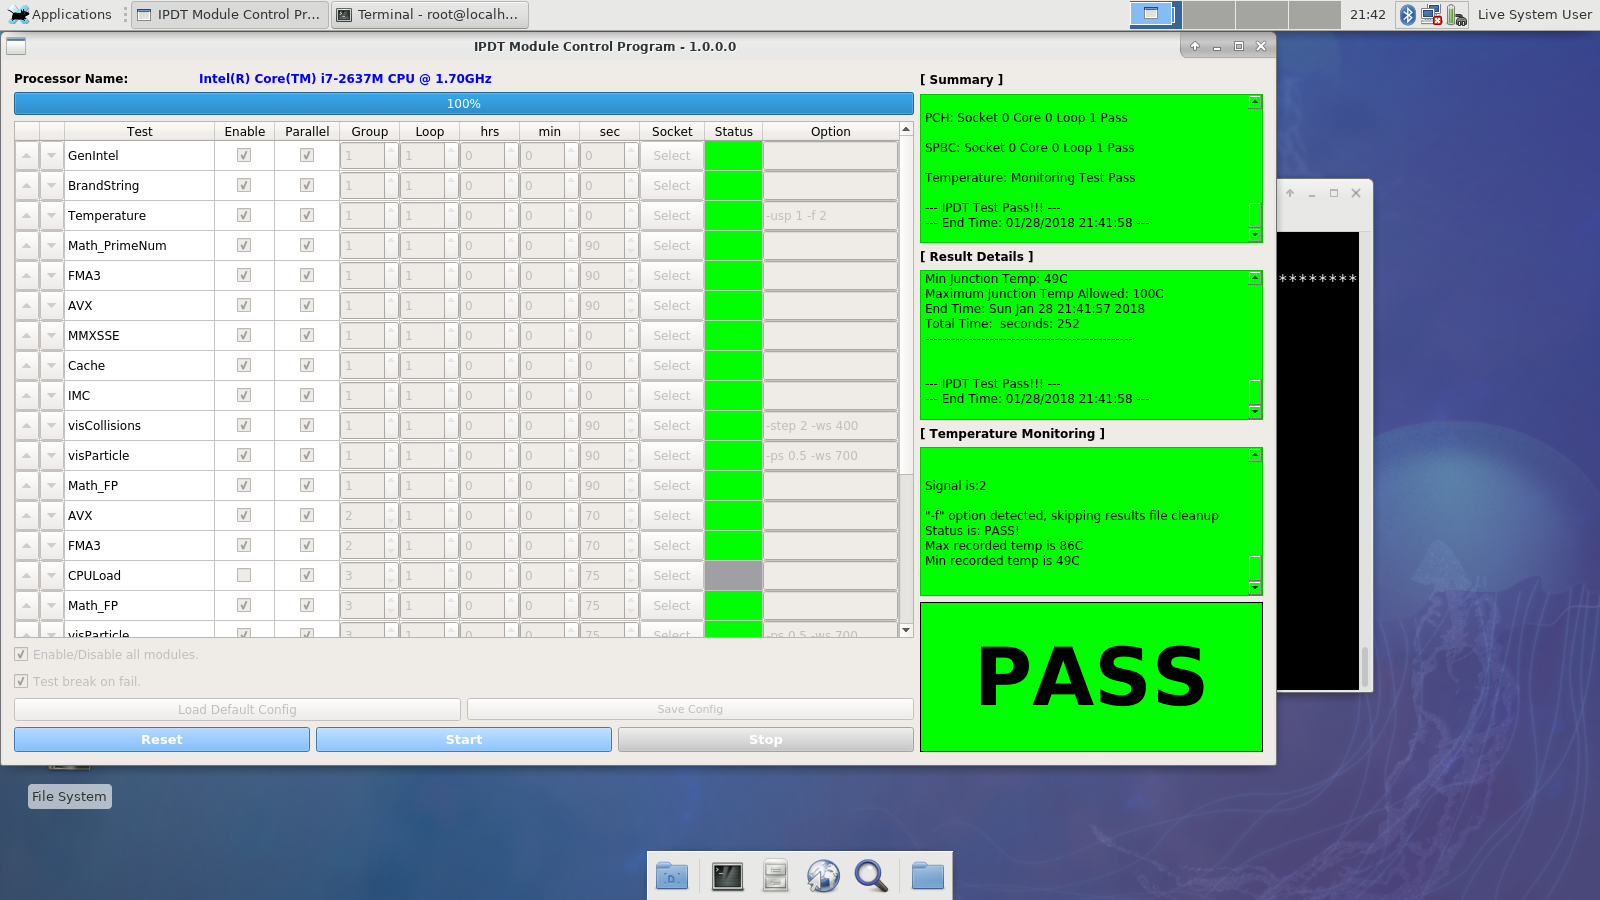 Applications
IPDT Module Control Pr...
Terminal - root@localh...
21:42
Live System User
IPDT Module Control Program - 1.0.0.0
Processor Name:
Intel(R) Core(TM) i7-2637M CPU @ 1.70GHz
100%
Test Enable Parallel Group Loop hrs min sec Socket Status Option
GenIntel 1 1 0 0 0 Select
BrandString 1 1 0 0 0 Select
Temperature 1 1 0 0 0 Select -usp 1 -f 2
Math_PrimeNum 1 1 0 0 90 Select
FMA3 1 1 0 0 90 Select
AVX 1 1 0 0 90 Select
MMXSSE 1 1 0 0 0 Select
Cache 1 1 0 0 0 Select
IMC 1 1 0 0 0 Select
visCollisions 1 1 0 0 90 Select -step 2 -ws 400
visParticle 1 1 0 0 90 Select -ps 0.5 -ws 700
Math_FP 1 1 0 0 90 Select
AVX 2 1 0 0 70 Select
FMA3 2 1 0 0 70 Select
CPULoad 3 1 0 0 75 Select
Math_FP 3 1 0 0 75 Select
visParticle 3 1 0 0 75 Select -ps 0.5 -ws 700
Enable/Disable all modules.
Test break on fail.
Load Default Config
Save Config
Reset
Start
Stop
[ Summary ]
PCH: Socket 0 Core 0 Loop 1 Pass
SPBC: Socket 0 Core 0 Loop 1 Pass
Temperature: Monitoring Test Pass
--- IPDT Test Pass!!! ---
--- End Time: 01/28/2018 21:41:58 ---
[ Result Details ]
Min Junction Temp: 49C
Maximum Junction Temp Allowed: 100C
End Time: Sun Jan 28 21:41:57 2018
Total Time:  seconds: 252
------------------------------------------------
--- IPDT Test Pass!!! ---
--- End Time: 01/28/2018 21:41:58 ---
[ Temperature Monitoring ]
Signal is:2
"-f" option detected, skipping results file cleanup
Status is: PASS!
Max recorded temp is 86C
Min recorded temp is 49C
PASS
********
File System